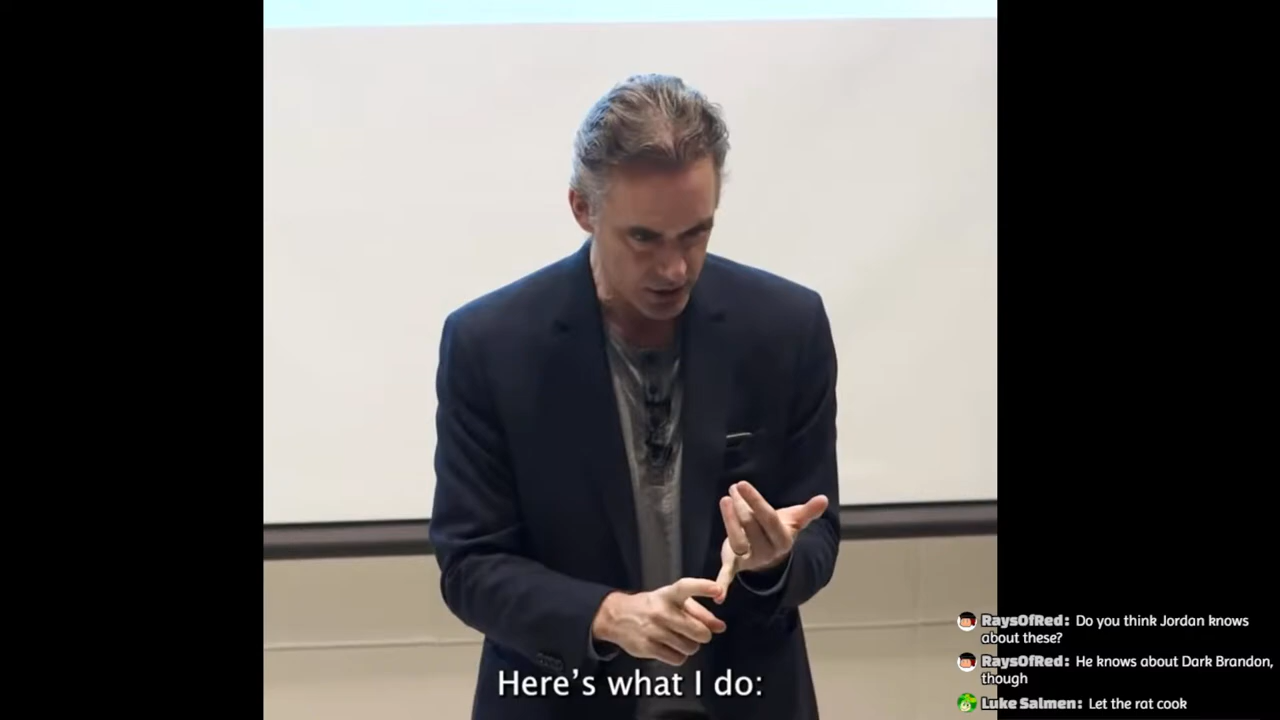 Here's what I do:
RaysOfRed: Do you think Jordan knows
about these?
RaysOfRed: He knows about Dark Brandon,
though
Luke Salmen: Let the rat cook